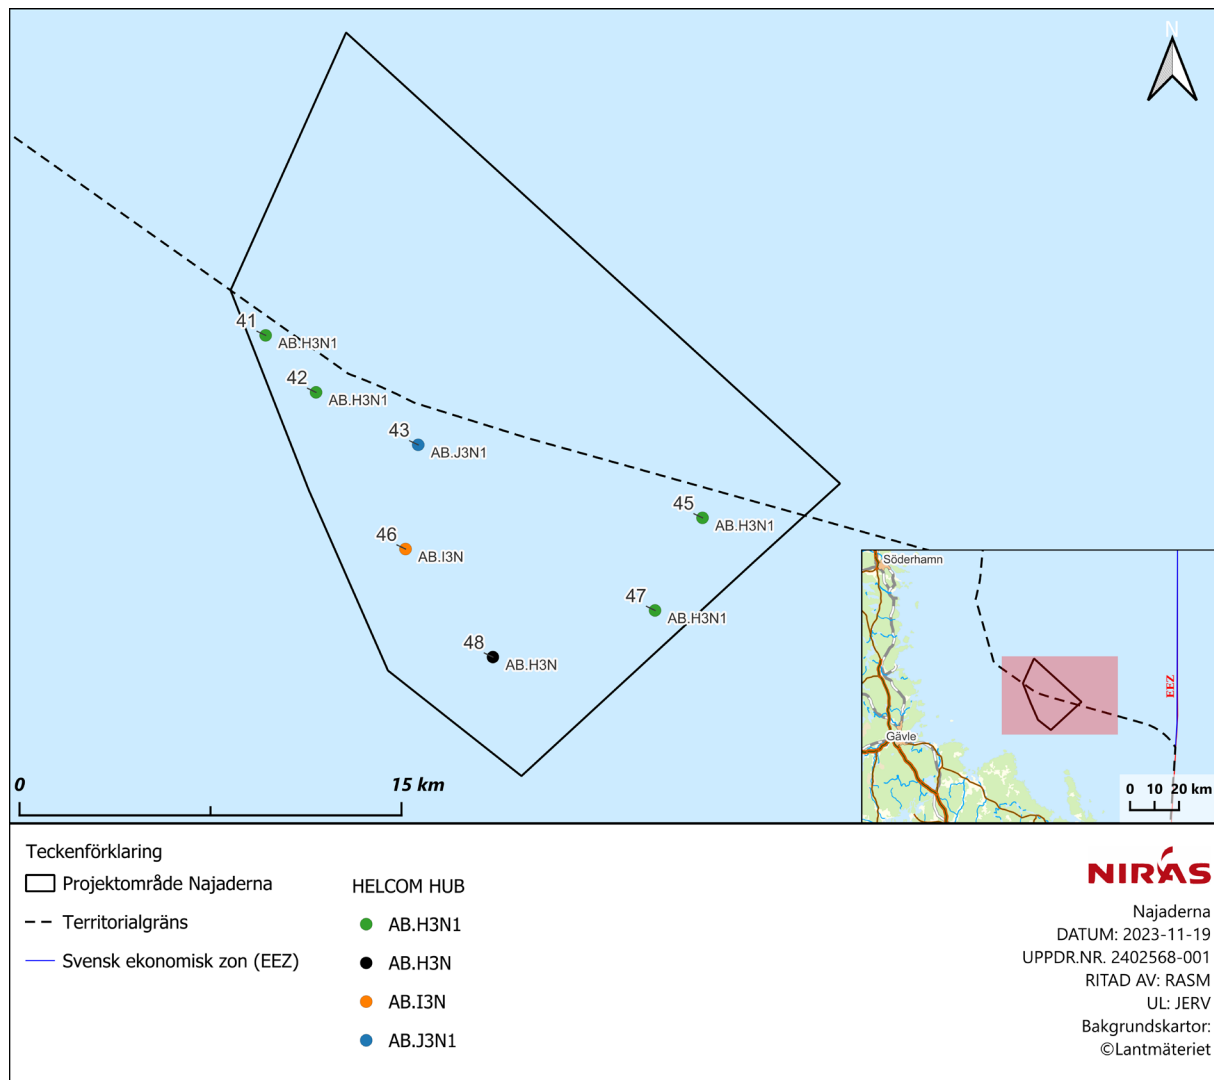 N
41
AB.H3N1
42
AB.H3N1
43
AB.J3N1
45
AB.H3N1
46
AB.I3N
47
AB.H3N1
48
AB.H3N
0
15 km
Söderhamn
EEZ
Gävle
0 10 20 km
Teckenförklaring
Projektområde Najaderna
Territorialgräns
Svensk ekonomisk zon (EEZ)
HELCOM HUB
AB.H3N1
AB.H3N
AB.I3N
AB.J3N1
NIRÁS
Najaderna
DATUM: 2023-11-19
UPPDR.NR. 2402568-001
RITAD AV: RASM
UL: JERV
Bakgrundskartor:
©Lantmäteriet